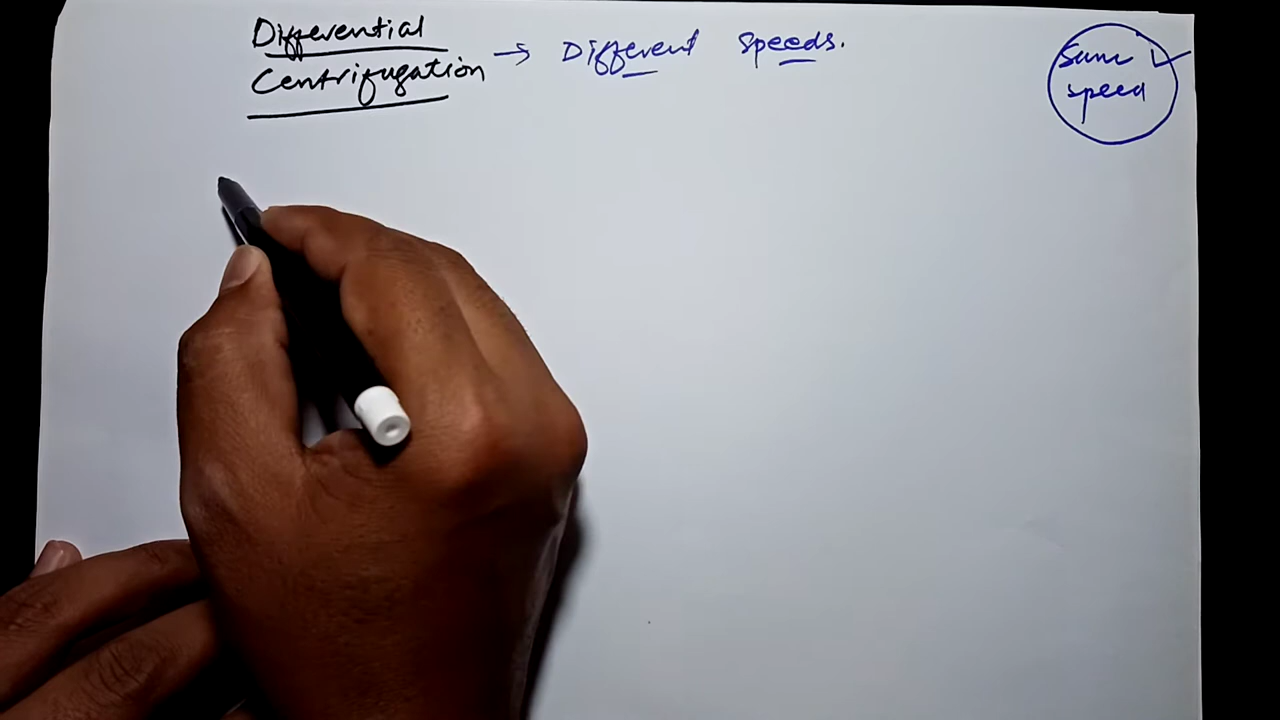 Differential
Centrifugation → Different speeds.
Same
speed